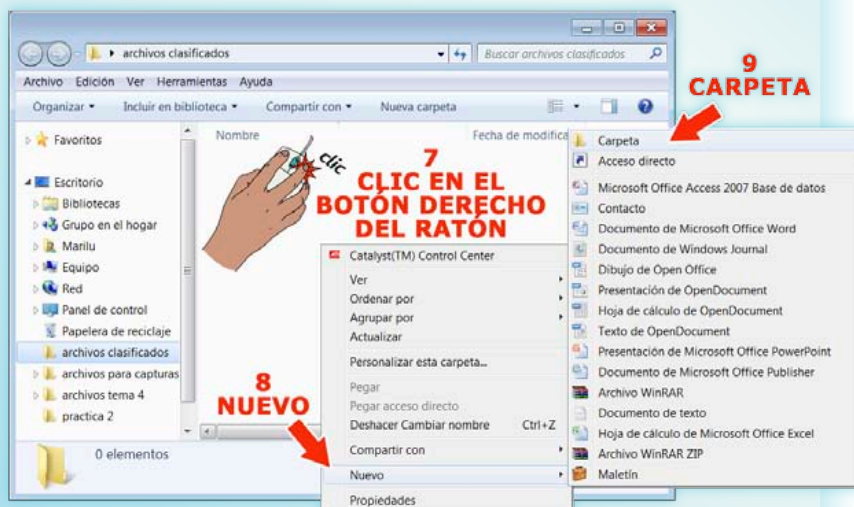 archivos clasificados
Buscar archivos clasificados
Archivo Edición Ver Herramientas Ayuda
Organizar Incluir en biblioteca Compartir con Nueva carpeta
Favoritos
Escritorio
Bibliotecas
Grupo en el hogar
Marilu
Equipo
Red
Panel de control
Papelera de reciclaje
archivos clasificados
archivos para capturas
archivos tema 4
practica 2
Nombre
Fecha de modifica
clic
7
CLIC EN EL
BOTÓN DERECHO
DEL RATÓN
Catalyst(TM) Control Center
Ver
Ordenar por
Agrupar por
Actualizar
Personalizar esta carpeta...
Pegar
Pegar acceso directo
Deshacer Cambiar nombre Ctrl+Z
Compartir con
Nuevo
Propiedades
8
NUEVO
0 elementos
9
CARPETA
Carpeta
Acceso directo
Microsoft Office Access 2007 Base de datos
Contacto
Documento de Microsoft Office Word
Documento de Windows Journal
Dibujo de Open Office
Presentación de OpenDocument
Hoja de cálculo de OpenDocument
Texto de OpenDocument
Presentación de Microsoft Office PowerPoint
Documento de Microsoft Office Publisher
Archivo WinRAR
Documento de texto
Hoja de cálculo de Microsoft Office Excel
Archivo WinRAR ZIP
Maletín